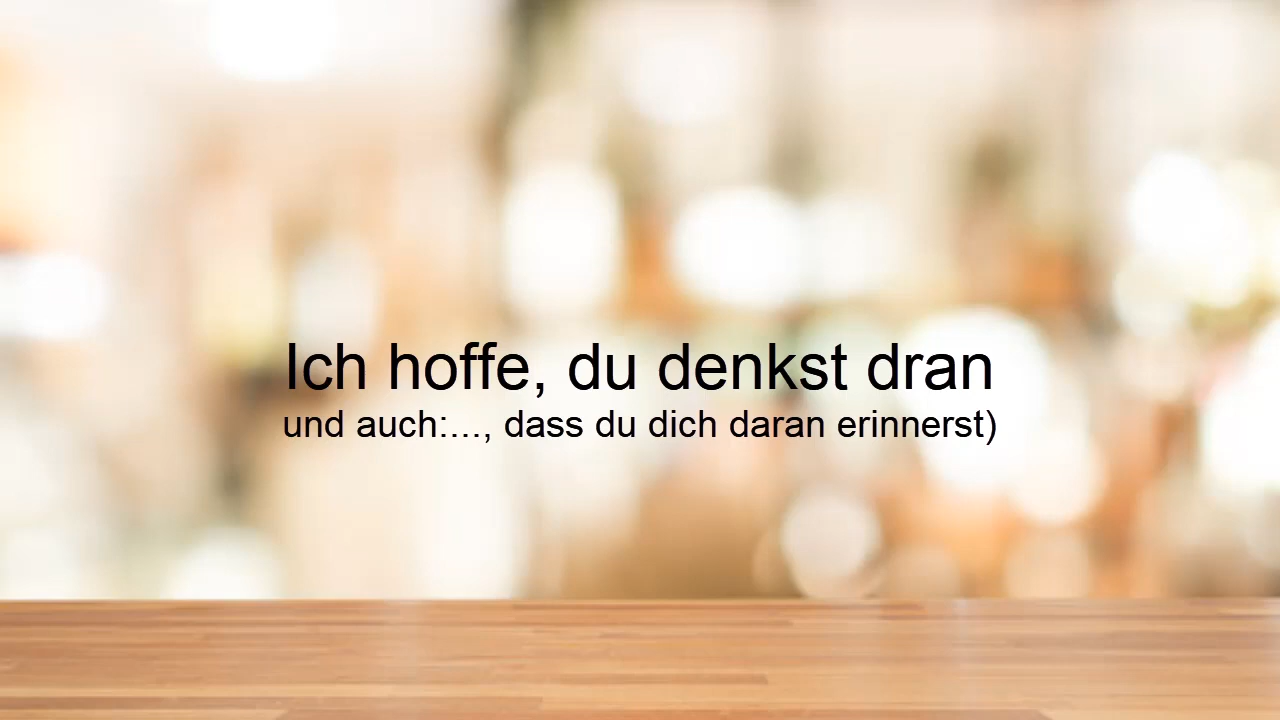 Ich hoffe, du denkst dran
und auch:..., dass du dich daran erinnerst)